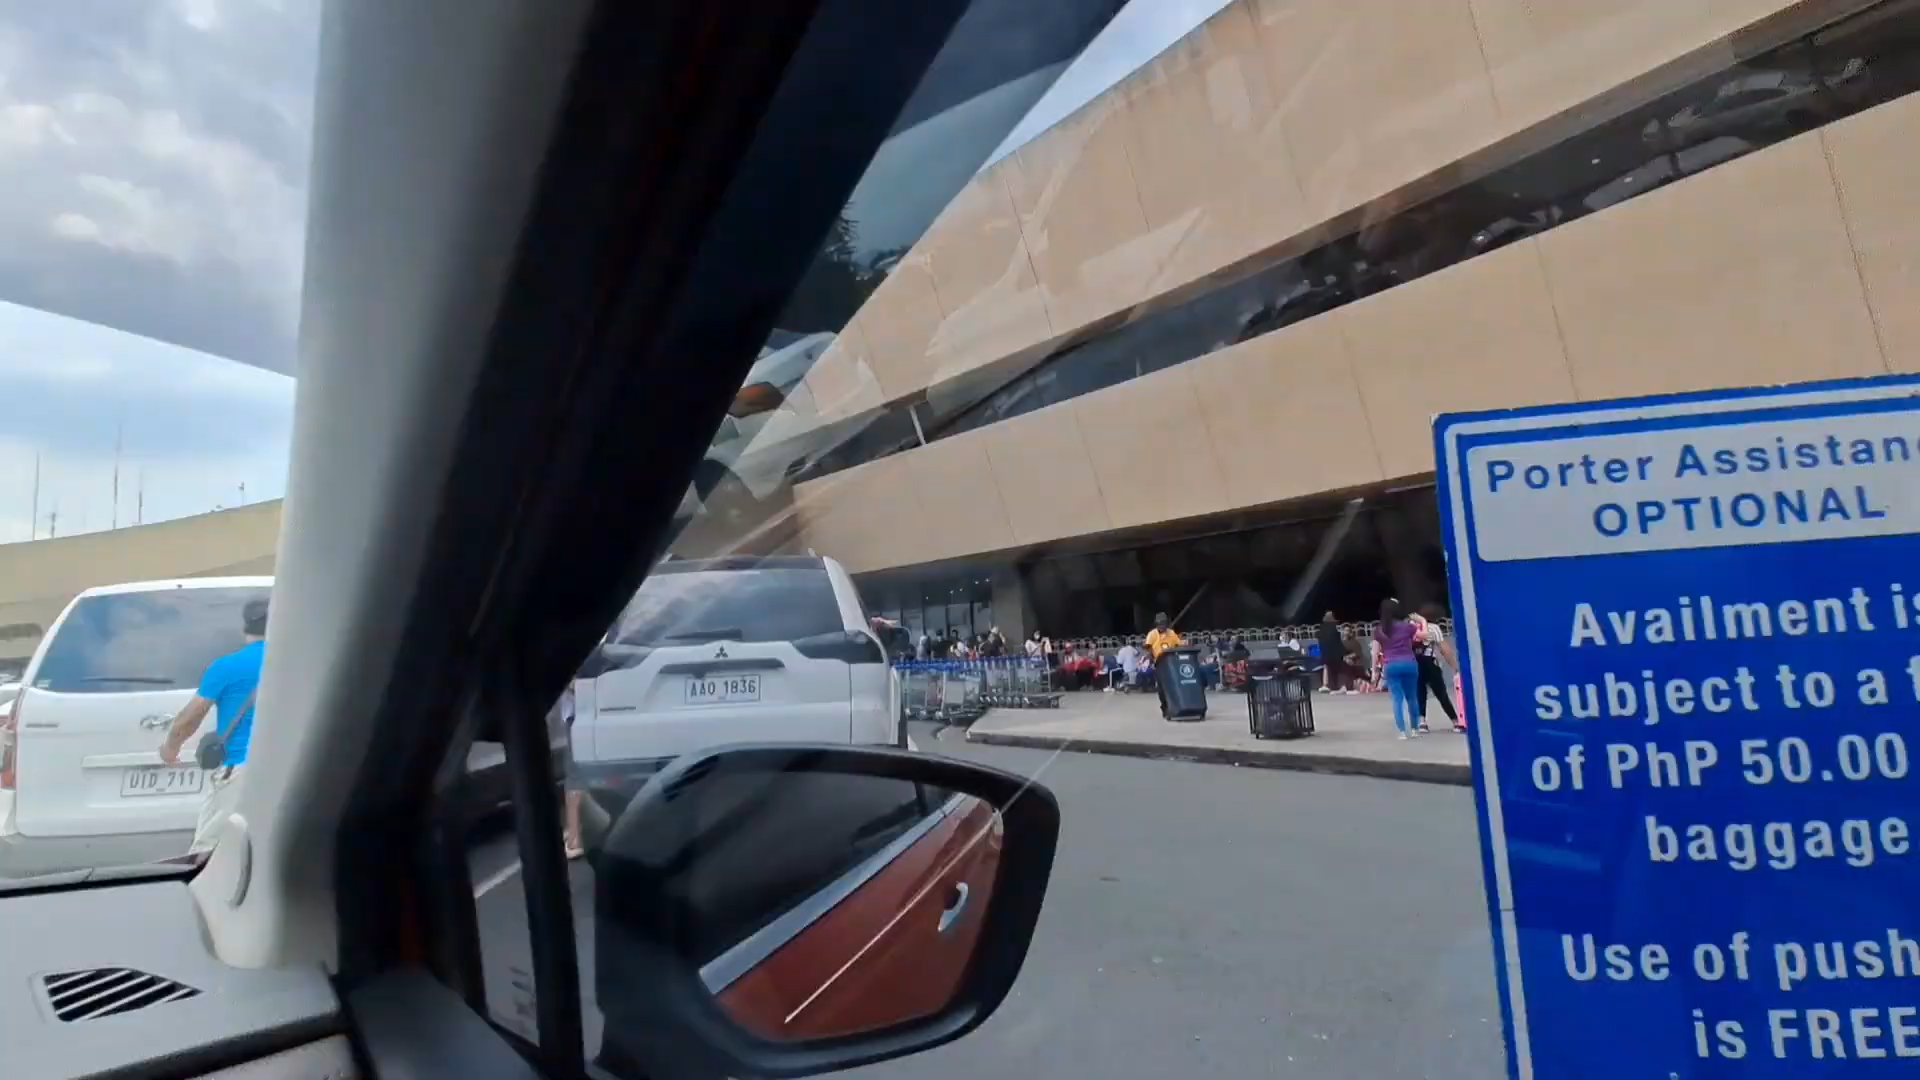 Porter Assistan
OPTIONAL
Availment is
subject to a f
of PhP 50.00
baggage
Use of push
is FREE
AAO 1836
UID 711